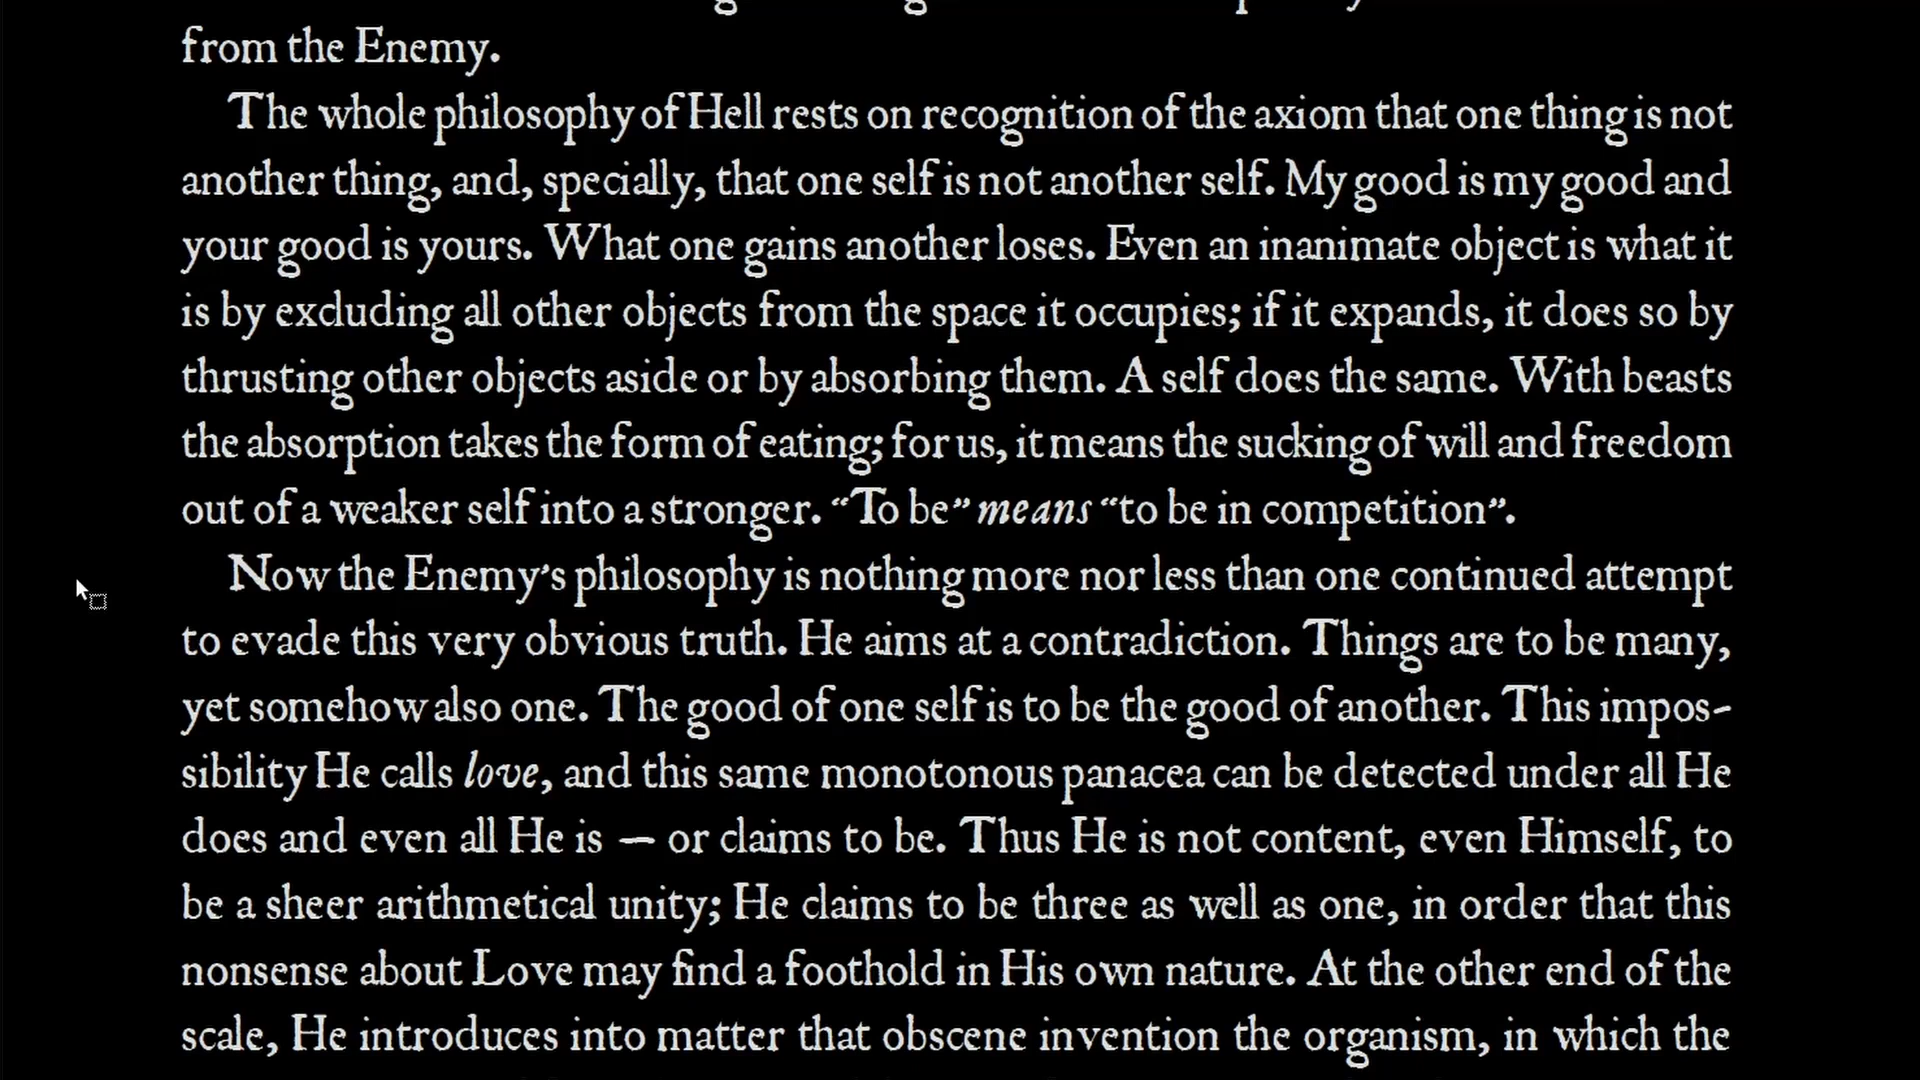 from the Enemy.
The whole philosophy of Hell rests on recognition of the axiom that one thing is not
another thing, and, specially, that one self is not another self. My good is my good and
your good is yours. What one gains another loses. Even an inanimate object is what it
is by excluding all other objects from the space it occupies; if it expands, it does so by
thrusting other objects aside or by absorbing them. A self does the same. With beasts
the absorption takes the form of eating; for us, it means the sucking of will and freedom
out of a weaker self into a stronger. “To be” means “to be in competition”.
Now the Enemy’s philosophy is nothing more nor less than one continued attempt
to evade this very obvious truth. He aims at a contradiction. Things are to be many,
yet somehow also one. The good of one self is to be the good of another. This impos-
sibility He calls love, and this same monotonous panacea can be detected under all He
does and even all He is — or claims to be. Thus He is not content, even Himself, to
be a sheer arithmetical unity; He claims to be three as well as one, in order that this
nonsense about Love may find a foothold in His own nature. At the other end of the
scale, He introduces into matter that obscene invention the organism, in which the